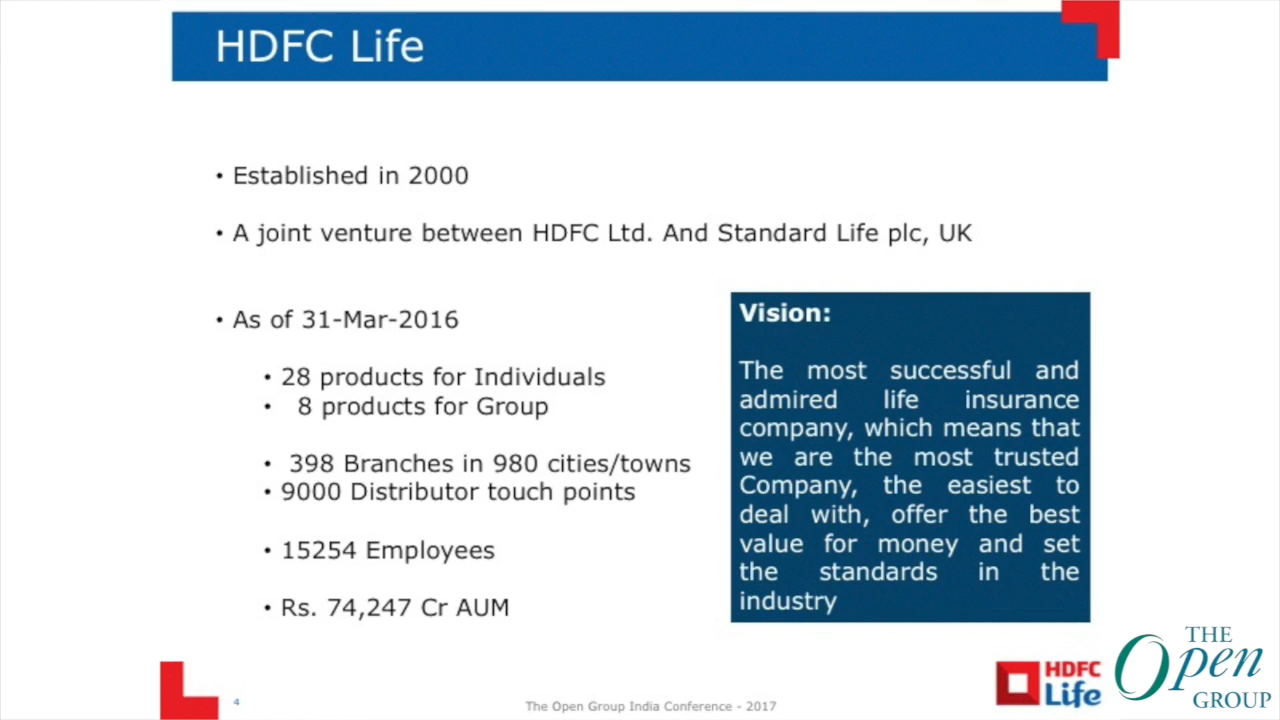 HDFC Life
• Established in 2000
• A joint venture between HDFC Ltd. And Standard Life plc, UK
• As of 31-Mar-2016
• 28 products for Individuals
• 8 products for Group
• 398 Branches in 980 cities/towns
• 9000 Distributor touch points
• 15254 Employees
• Rs. 74,247 Cr AUM
Vision:
The most successful and
admired life insurance
company, which means that
we are the most trusted
Company, the easiest to
deal with, offer the best
value for money and set
the standards in the
industry
4
The Open Group India Conference - 2017
HDFC
Life
THE
Open
GROUP